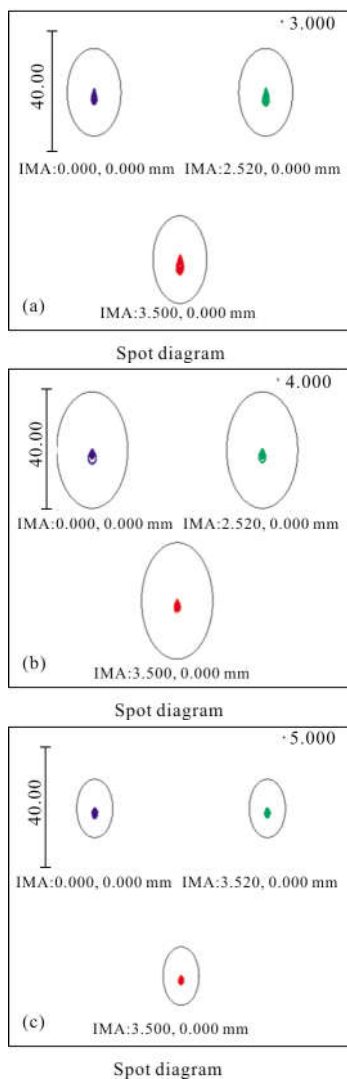 3.000
40.00
IMA:0.000, 0.000 mm IMA:2.520, 0.000 mm
(a)
IMA:3.500, 0.000 mm
Spot diagram
4.000
40.00
IMA:0.000, 0.000 mm IMA:2.520, 0.000 mm
(b)
IMA:3.500, 0.000 mm
Spot diagram
5.000
40.00
IMA:0.000, 0.000 mm IMA:3.520, 0.000 mm
(c)
IMA:3.500, 0.000 mm
Spot diagram